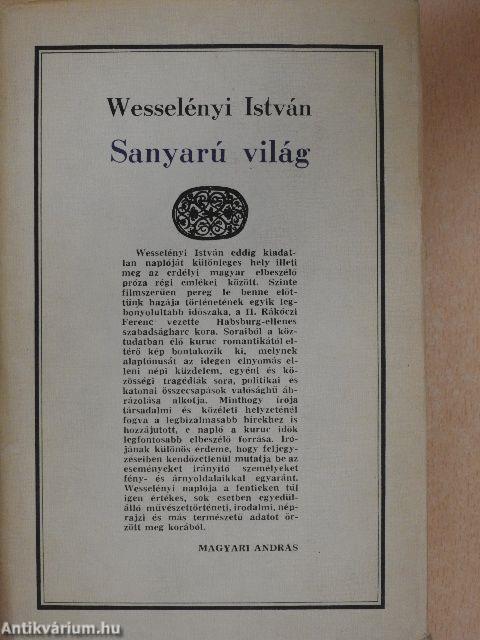 Wesselényi István
Sanyarú világ
Wesselényi István eddig kiadat-
lan naplóját különleges hely illeti
meg az erdélyi magyar elbeszélő
próza régi emlékei között. Szinte
filmszerűen pereg le benne előt-
tünk hazája történetének egyik leg-
bonyolultabb időszaka, a II. Rákóczi
Ferenc vezette Habsburg-ellenes
szabadságharc kora. Soraiból a köz-
tudatban élő kuruc romantikától el-
térő kép bontakozik ki, melynek
alaptónusát az idegen elnyomás el-
leni népi küzdelem, egyéni és kö-
zösségi tragédiák sora, politikai és
katonai összecsapások valósághű áb-
rázolása alkotja. Minthogy írója
társadalmi és közéleti helyzeténél
fogva a legbizalmasabb hírekhez is
hozzájutott, e napló a kuruc idők
legfontosabb elbeszélő forrása. Író-
jának különös érdeme, hogy feljegy-
zéseiben kendőzetlenül mutatja be az
eseményeket irányító személyeket
fény- és árnyoldalaikkal egyaránt.
Wesselényi naplója a fentieken túl
igen értékes, sok esetben egyedül-
álló művészettörténeti, irodalmi, nép-
rajzi és más természetű adatot őr-
zött meg korából.
MAGYARI ANDRÁS
Antikvárium.hu